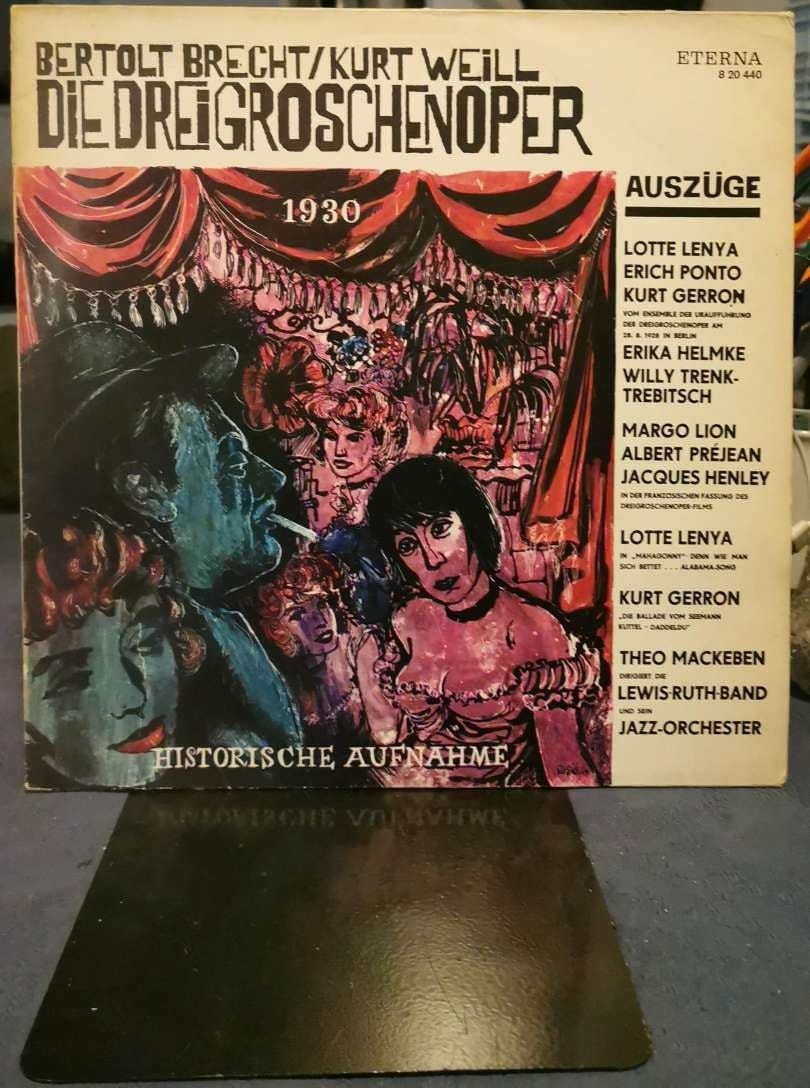 BERTOLT BRECHT/KURT WEILL
DIE DREIGROSCHENOPER
ETERNA
8 20 440
1930
HISTORISCHE AUFNAHME
AUSZÜGE
LOTTE LENYA
ERICH PONTO
KURT GERRON
VOM ENSEMBLE DER URAUFFÜHRUNG
DER DREIGROSCHENOPER AM
28. 8. 1928 IN BERLIN
ERIKA HELMKE
WILLY TRENK-
TREBITSCH
MARGO LION
ALBERT PRÉJEAN
JACQUES HENLEY
IN DER FRANZÖSISCHEN FASSUNG DES
DREIGROSCHENOPER-FILMS
LOTTE LENYA
IN „MAHAGONNY" DENN WIE MAN
SICH BETTET . . . ALABAMA-SONG
KURT GERRON
„DIE BALLADE VOM SEEMANN
KUTTEL - DADDELDU"
THEO MACKEBEN
DIRIGIERT DIE
LEWIS-RUTH-BAND
UND SEIN
JAZZ-ORCHESTER